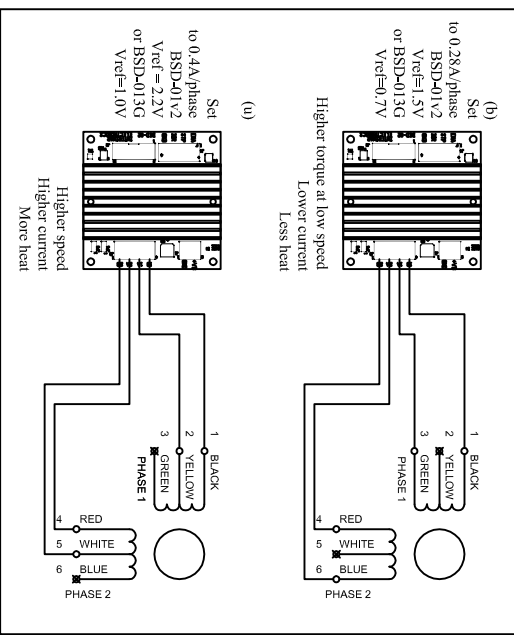 (u)
Set
to 0.4A/phase
BSD-01v2
Vref = 2.2V
or BSD-013G
Vref=1.0V
Higher speed
Higher current
More heat
1
2
3
BLACK
YELLOW
GREEN
PHASE 1
4
RED
5
WHITE
6
BLUE
PHASE 2
(b)
Set
to 0.28A/phase
BSD-01v2
Vref=1.5V
or BSD-013G
Vref=0.7V
Higher torque at low speed
Lower current
Less heat
1
2
3
BLACK
YELLOW
GREEN
PHASE 1
4
RED
5
WHITE
6
BLUE
PHASE 2